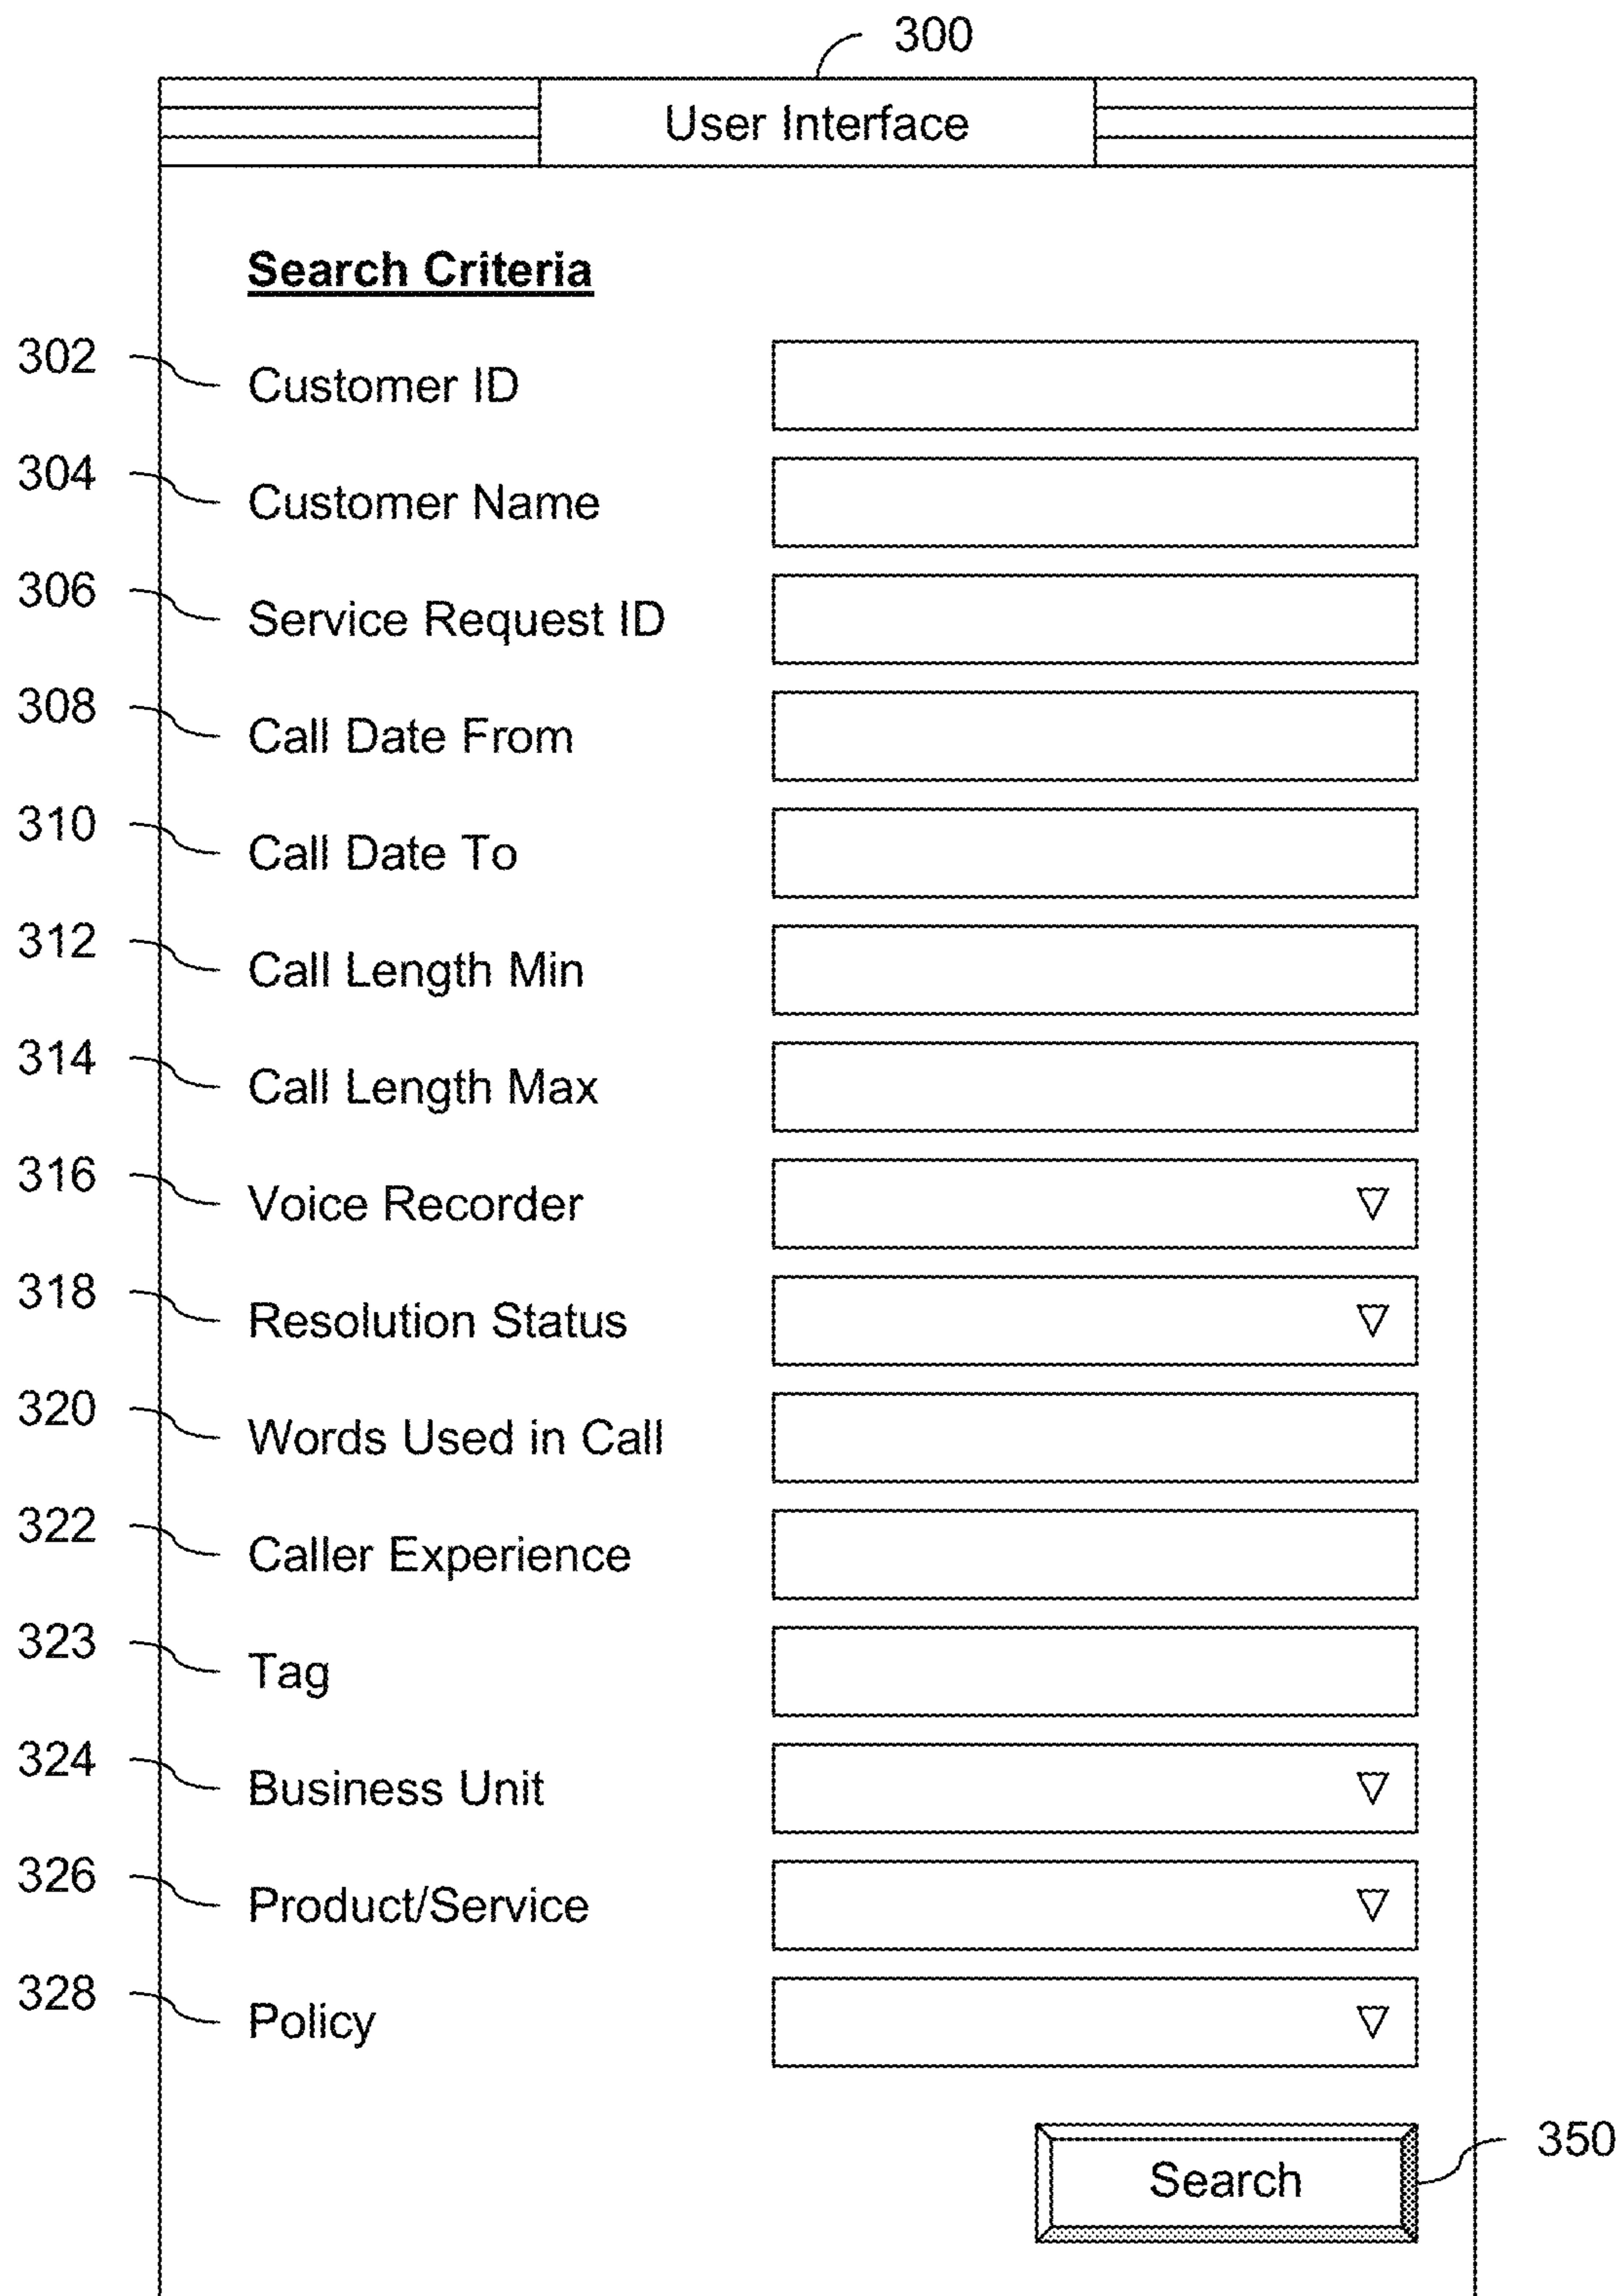 300
User Interface
Search Criteria
302 Customer ID
304 Customer Name
306 Service Request ID
308 Call Date From
310 Call Date To
312 Call Length Min
314 Call Length Max
316 Voice Recorder
318 Resolution Status
320 Words Used in Call
322 Caller Experience
323 Tag
324 Business Unit
326 Product/Service
328 Policy
350
Search